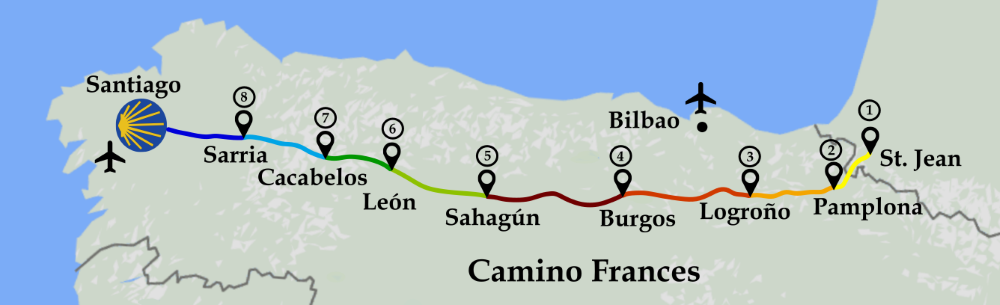 Santiago
8
7
6
5
4
3
2
1
Bilbao
St. Jean
Sarria
Cacabelos
León
Sahagún
Burgos
Logroño
Pamplona
Camino Frances